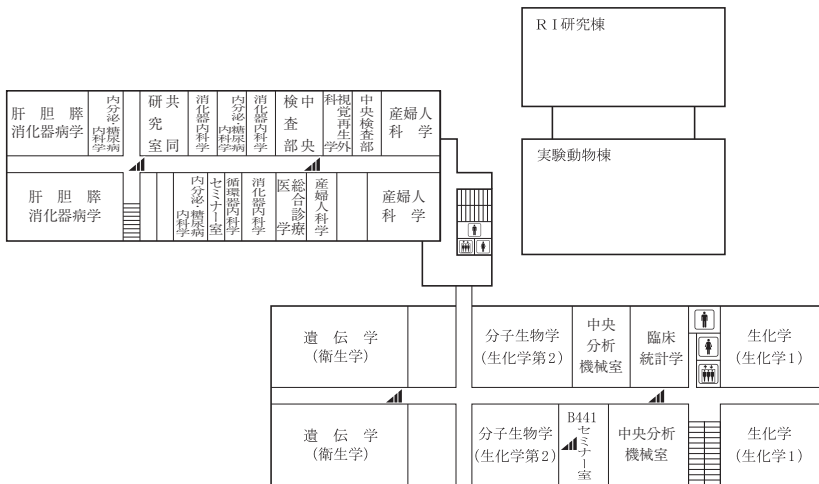 RI研究棟
実験動物棟
肝 胆 膵
消化器病学
内分泌・糖尿病
内科学
共同
研究室
消化器内科学
内分泌・糖尿病
内科学
消化器内科学
中央
検査部
視覚再生外
科学
中央検査部
産婦人
科 学
肝 胆 膵
消化器病学
内分泌・糖尿病
内科学
セミナー室
循環器内科学
消化器内科学
総合診療
医学
産婦人科学
産婦人
科 学
遺 伝 学
(衛生学)
分子生物学
(生化学第2)
中央
分析
機械室
臨床
統計学
生化学
(生化学1)
遺 伝 学
(衛生学)
分子生物学
(生化学第2)
B441
セミナー室
中央分析
機械室
生化学
(生化学1)